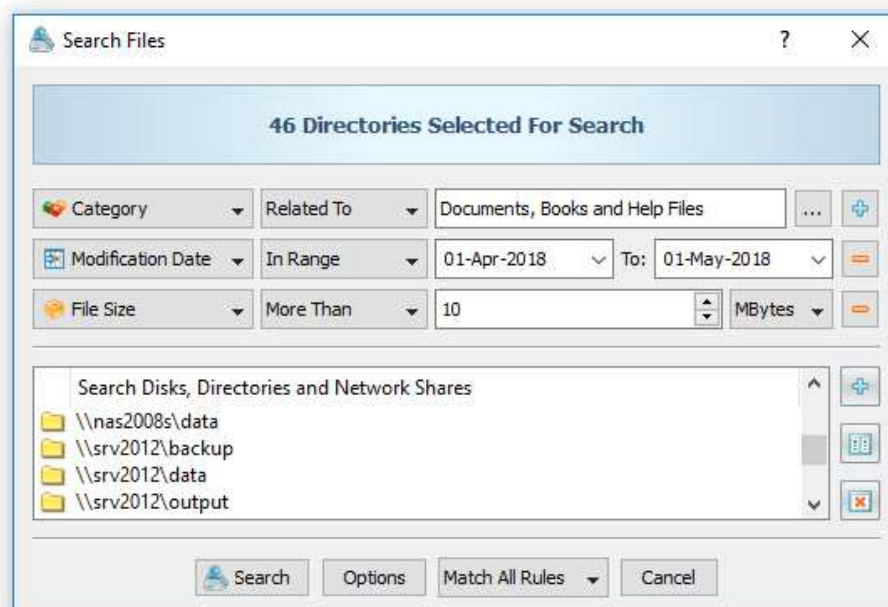 Search Files ?
46 Directories Selected For Search
Category Related To Documents, Books and Help Files ...
Modification Date In Range 01-Apr-2018 To: 01-May-2018
File Size More Than 10 MBytes
Search Disks, Directories and Network Shares
\\nas2008s\data
\\srv2012\backup
\\srv2012\data
\\srv2012\output
Search Options Match All Rules Cancel